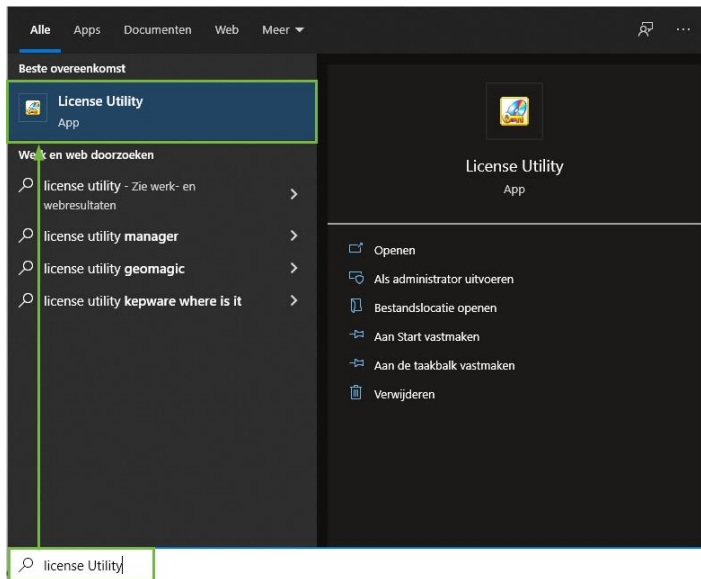 Alle Apps Documenten Web Meer
Beste overeenkomst
License Utility
App
Werk en web doorzoeken
license utility - Zie werk- en
webresultaten
license utility manager
license utility geomagic
license utility kepware where is it
License Utility
App
Openen
Als administrator uitvoeren
Bestandslocatie openen
Aan Start vastmaken
Aan de taakbalk vastmaken
Verwijderen
license Utility